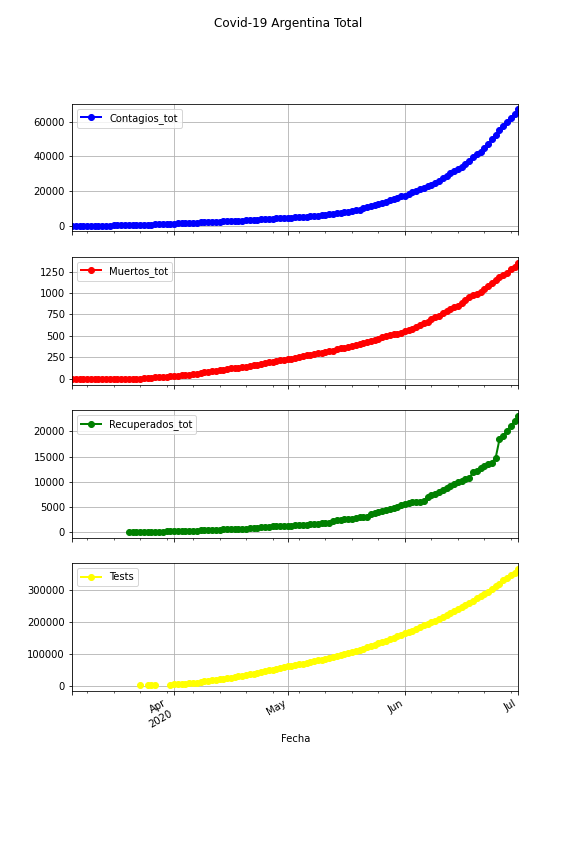 Covid-19 Argentina Total
60000
40000
20000
0
Contagios_tot
1250
1000
750
500
250
0
Muertos_tot
20000
15000
10000
5000
0
Recuperados_tot
300000
200000
100000
0
Tests
Apr
2020
May
Jun
Jul
Fecha